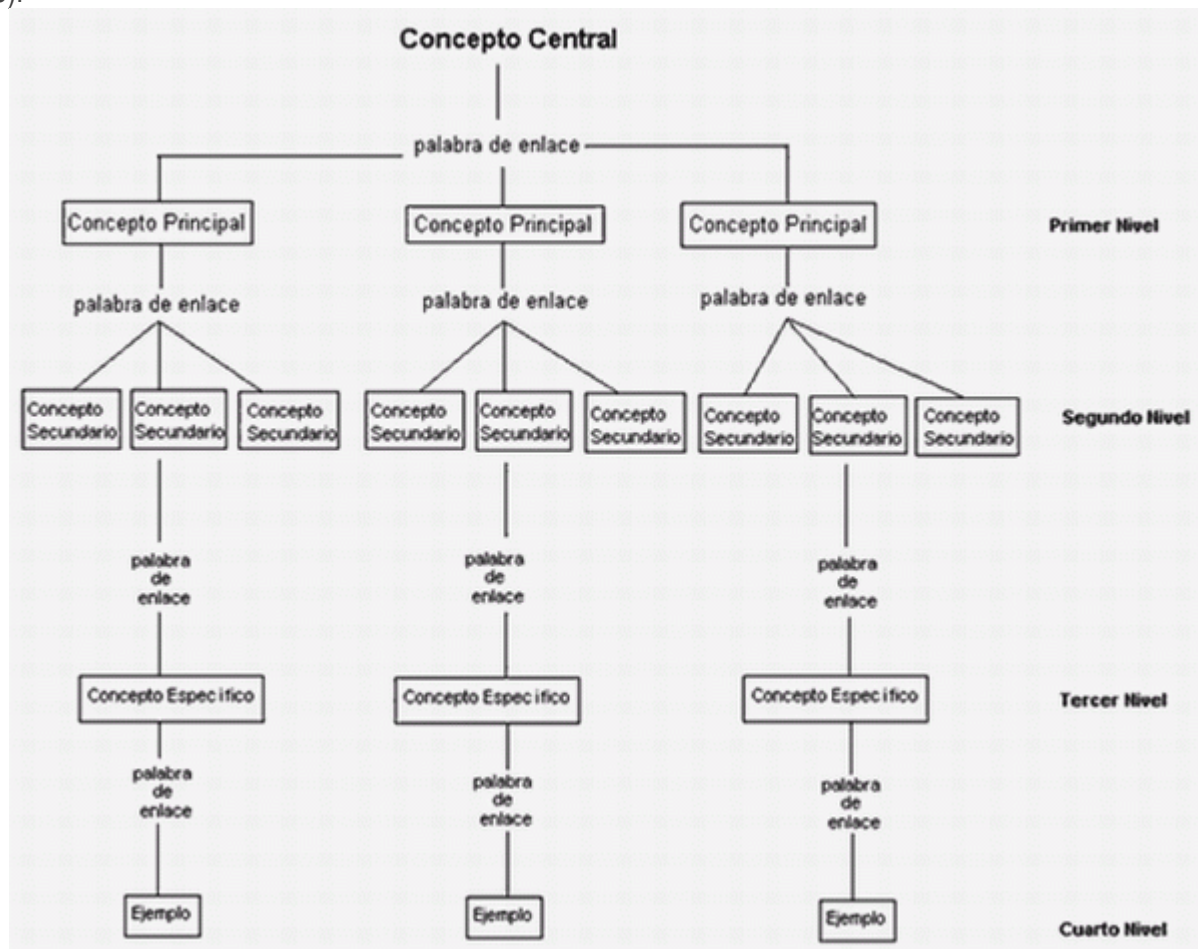 Concepto Central
palabra de enlace
Concepto Principal
Concepto Principal
Concepto Principal
Primer Nivel
palabra de enlace
palabra de enlace
palabra de enlace
Concepto
Secundario
Concepto
Secundario
Concepto
Secundario
Concepto
Secundario
Concepto
Secundario
Concepto
Secundario
Concepto
Secundario
Concepto
Secundario
Concepto
Secundario
Segundo Nivel
palabra
de
enlace
palabra
de
enlace
palabra
de
enlace
Concepto Específico
Concepto Específico
Concepto Específico
Tercer Nivel
palabra
de
enlace
palabra
de
enlace
palabra
de
enlace
Ejemplo
Ejemplo
Ejemplo
Cuarto Nivel